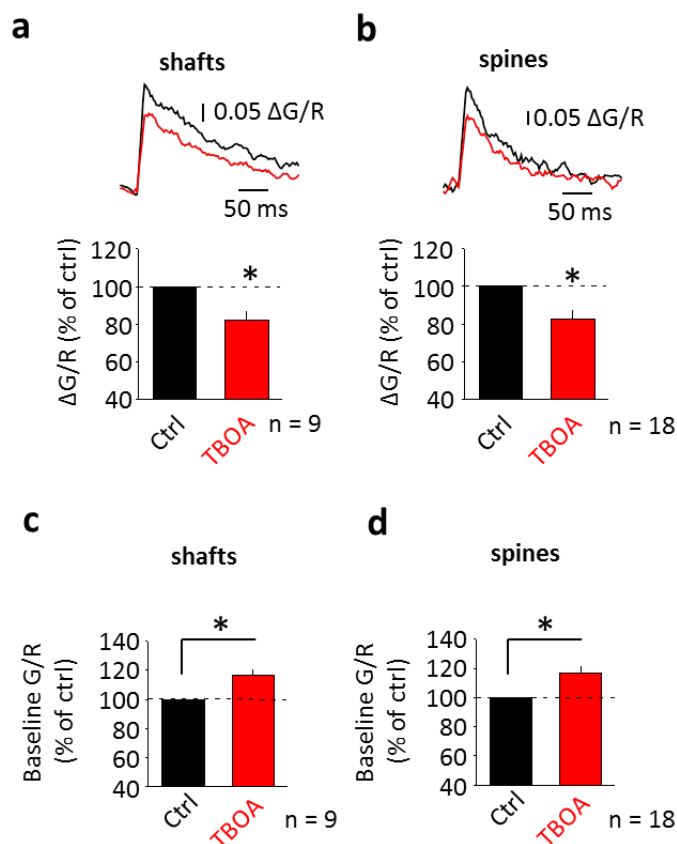 a
shafts
0.05 ΔG/R
50 ms
ΔG/R (% of ctrl)
120
100
80
60
40
Ctrl
TBOA
n = 9
b
spines
0.05 ΔG/R
50 ms
ΔG/R (% of ctrl)
120
100
80
60
40
*
*
Ctrl
TBOA
n = 18
c
shafts
Baseline G/R
(% of ctrl)
140
120
100
80
60
40
*
Ctrl
TBOA
n = 9
d
spines
Baseline G/R
(% of ctrl)
140
120
100
80
60
40
*
Ctrl
TBOA
n = 18